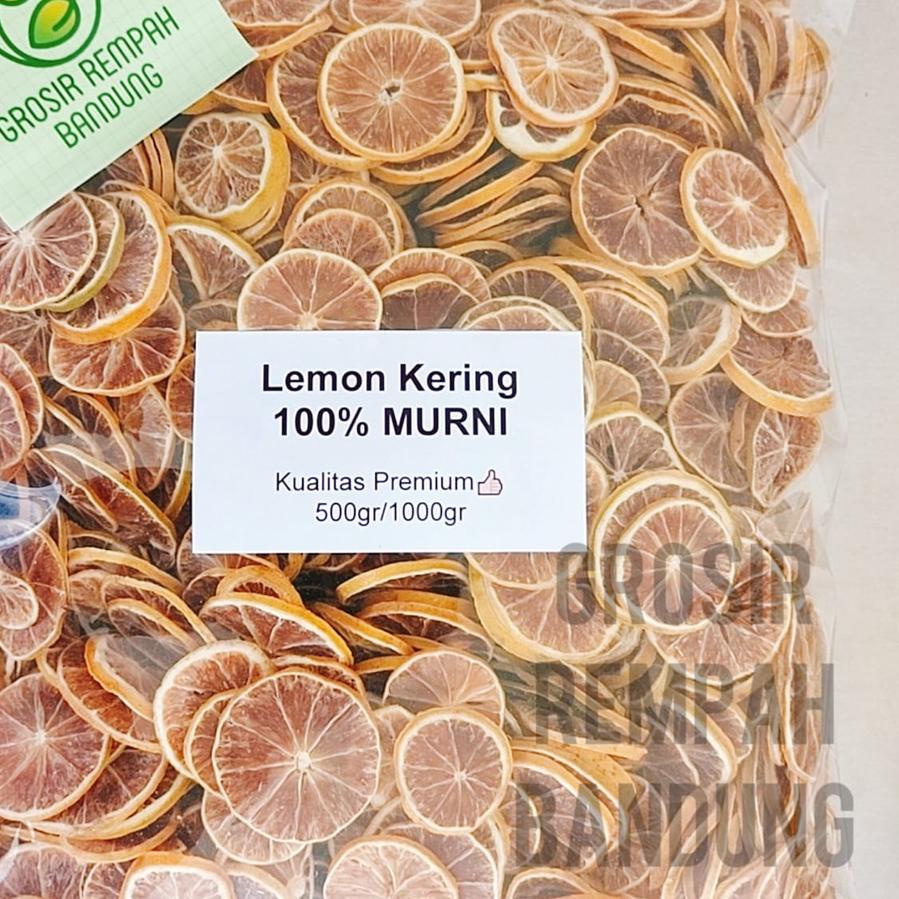 GROSIR REMPAH
BANDUNG
Lemon Kering
100% MURNI
Kualitas Premium👍
500gr/1000gr
GROSIR
REMPAH
BANDUNG